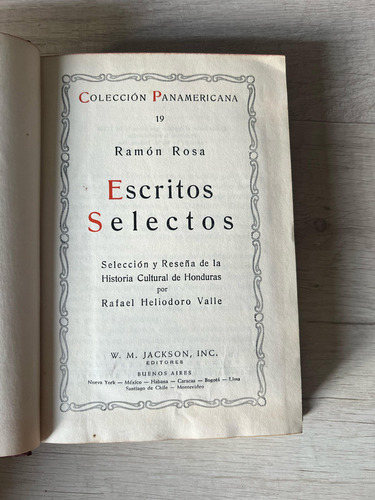 Colección Panamericana
19
Ramón Rosa
Escritos
Selectos
Selección y Reseña de la
Historia Cultural de Honduras
por
Rafael Heliodoro Valle
W. M. JACKSON, INC.
EDITORES
BUENOS AIRES
Nueva York — México — Habana — Caracas — Bogotá — Lima
Santiago de Chile — Montevideo